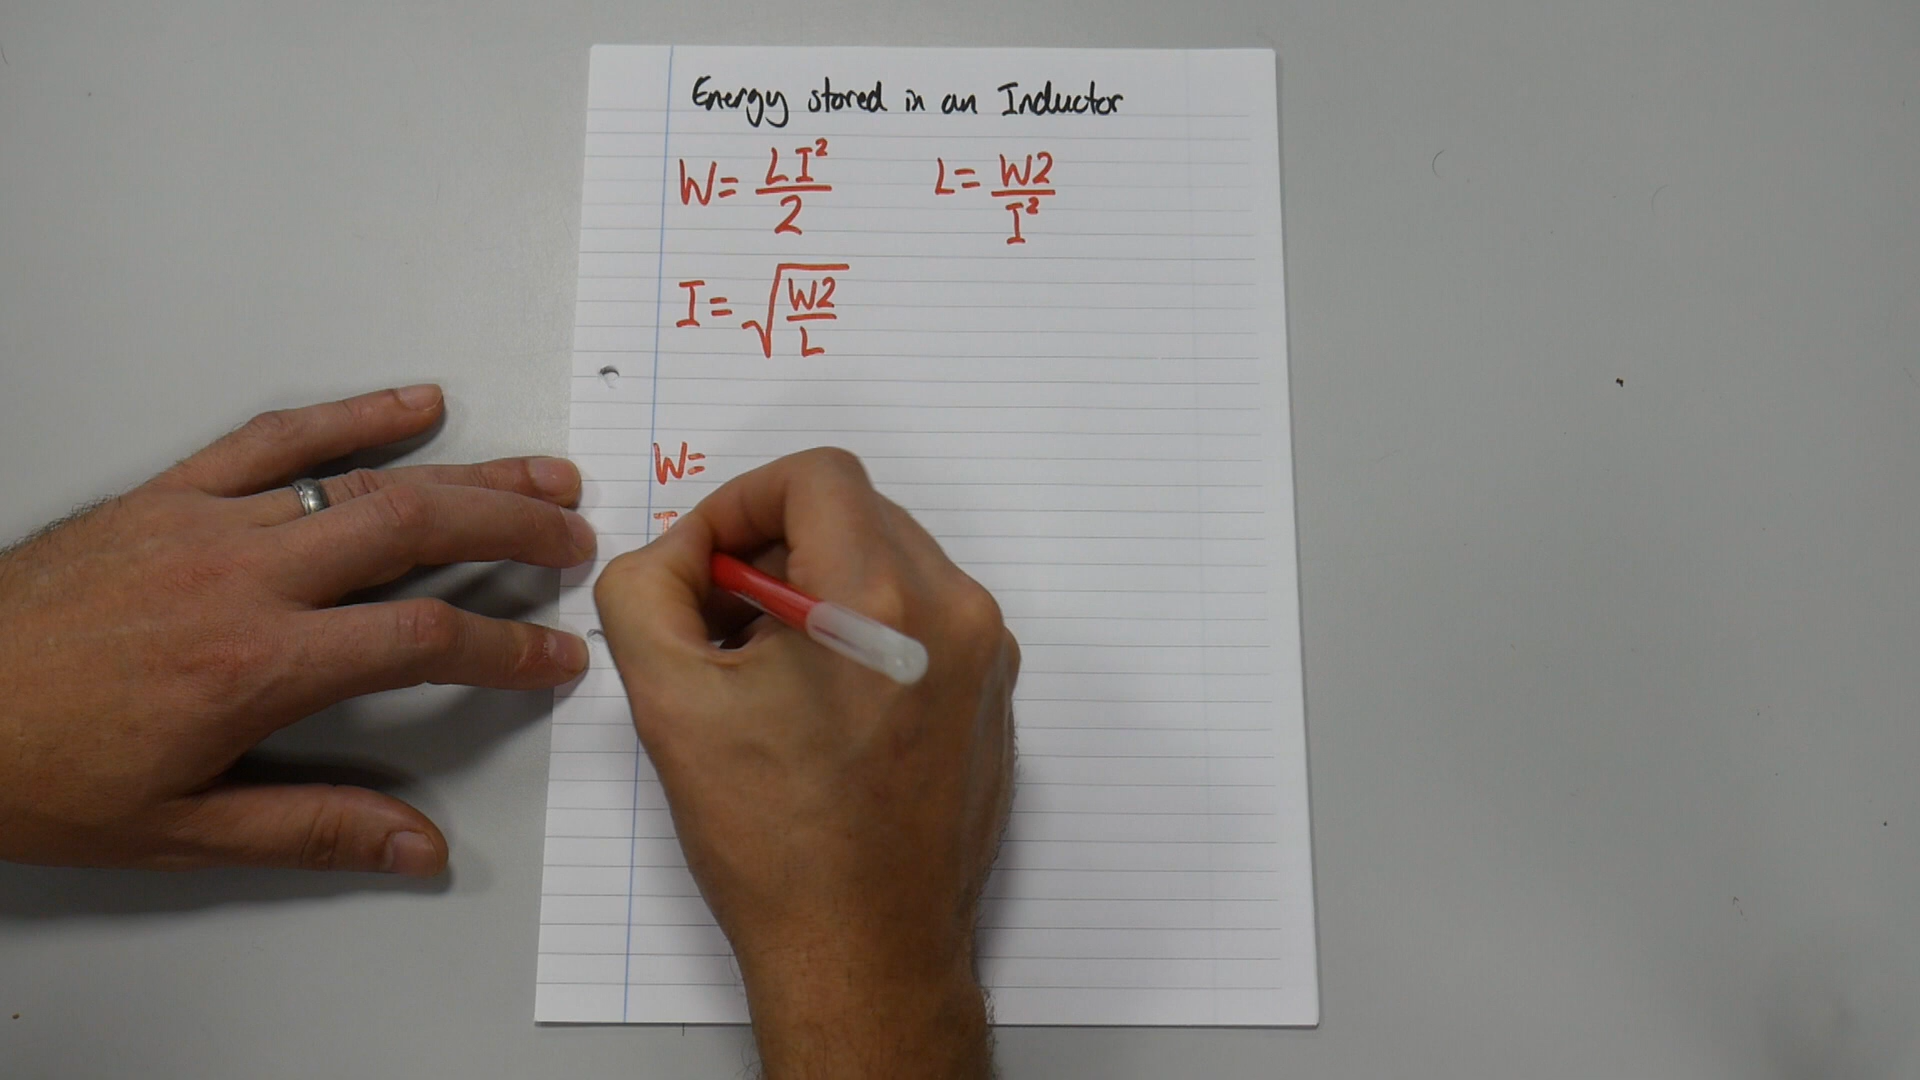 Energy stored in an Inductor
W = LI²/2    L = W2/I²
I = √(W2/L)
W =
I